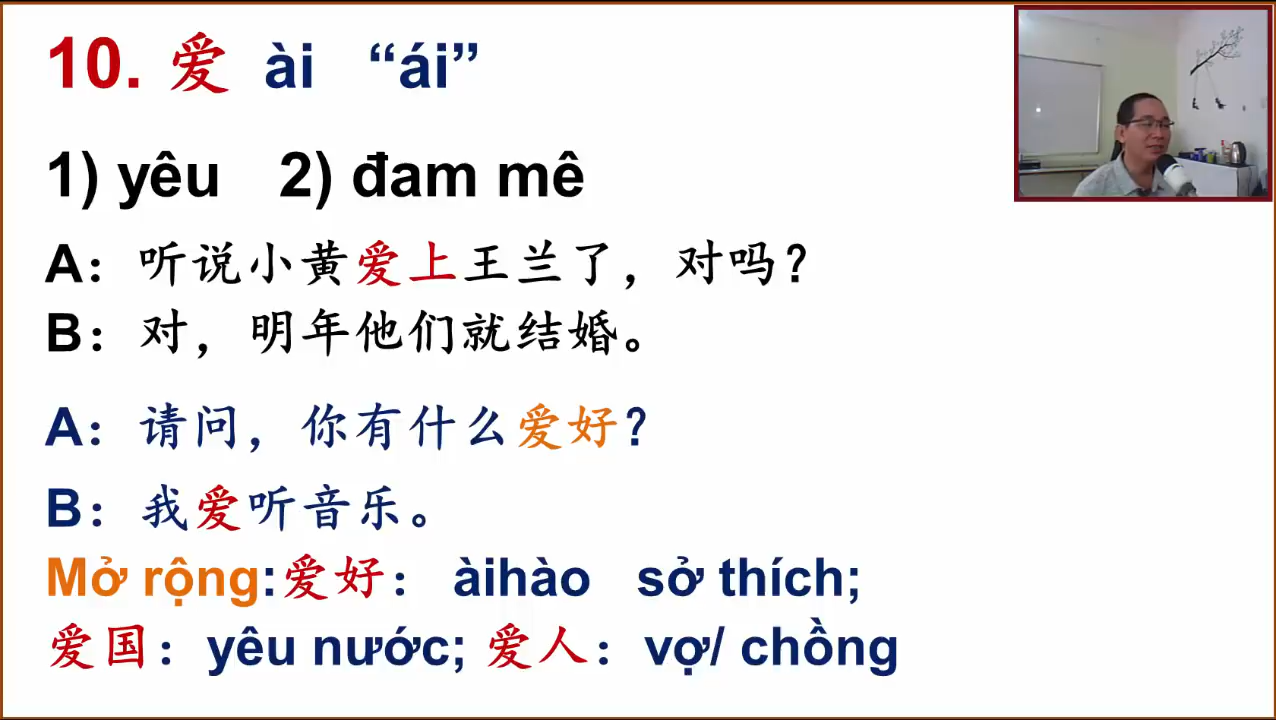 10. 爱 ài “ái”
1) yêu 2) đam mê
A：听说小黄爱上王兰了，对吗？
B：对，明年他们就结婚。
A：请问，你有什么爱好？
B：我爱听音乐。
Mở rộng:爱好： àihào sở thích;
爱国：yêu nước; 爱人：vợ/ chồng